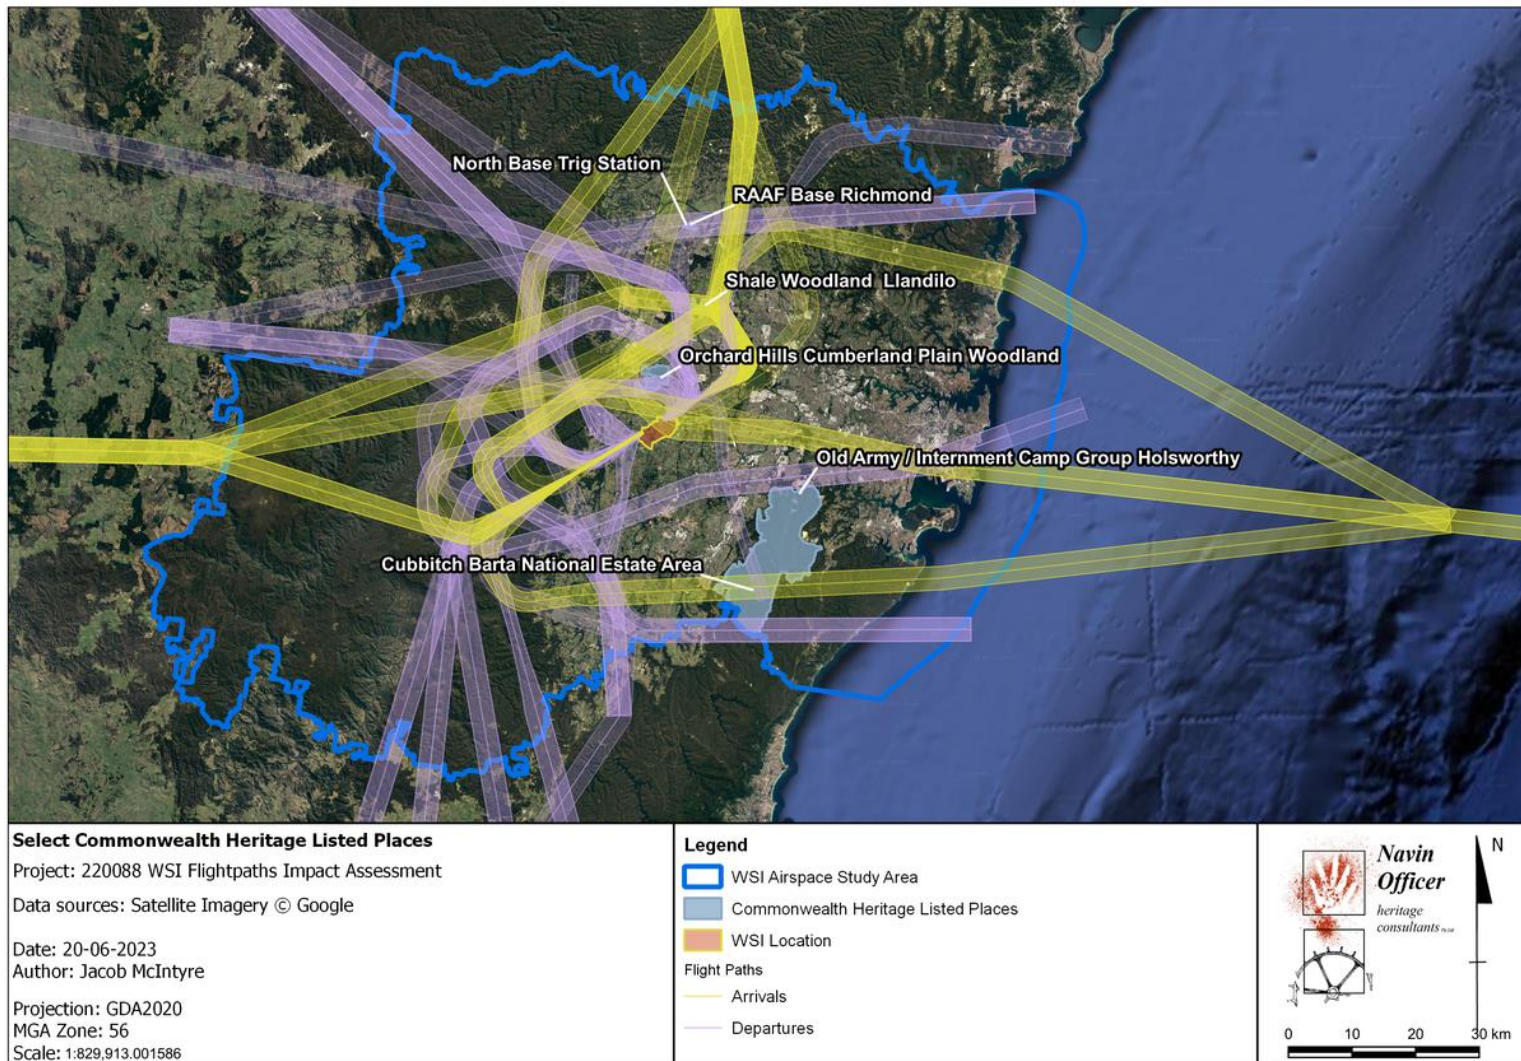 North Base Trig Station
RAAF Base Richmond
Shale Woodland Llandilo
Orchard Hills Cumberland Plain Woodland
Old Army / Internment Camp Group Holsworthy
Cubbitch Barta National Estate Area
Select Commonwealth Heritage Listed Places
Project: 220088 WSI Flightpaths Impact Assessment
Data sources: Satellite Imagery © Google
Date: 20-06-2023
Author: Jacob McIntyre
Projection: GDA2020
MGA Zone: 56
Scale: 1:829,913.001586
Legend
WSI Airspace Study Area
Commonwealth Heritage Listed Places
WSI Location
Flight Paths
Arrivals
Departures
Navin
Officer
heritage
consultants
N
0 10 20 30 km